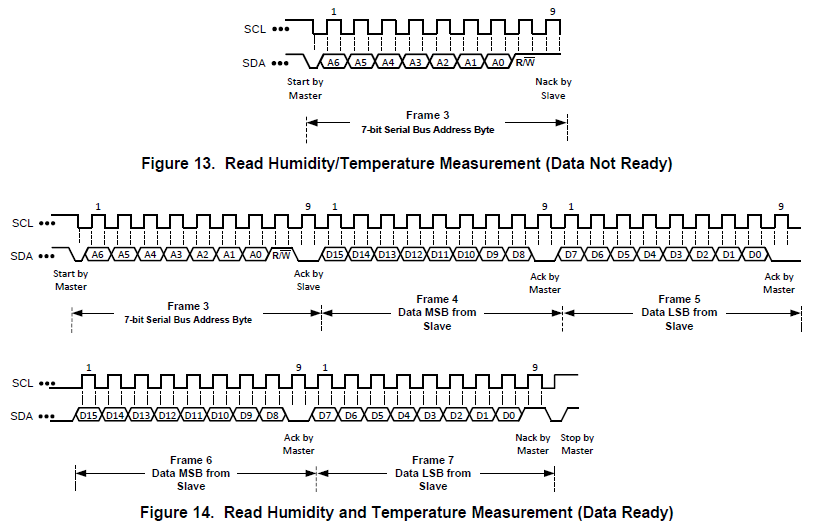 1 9
SCL •••
SDA ••• A6 A5 A4 A3 A2 A1 A0 R/W̅
Start by Nack by
Master Slave
Frame 3
7-bit Serial Bus Address Byte
Figure 13. Read Humidity/Temperature Measurement (Data Not Ready)
1 9 1 9 1 9
SCL •••
SDA ••• A6 A5 A4 A3 A2 A1 A0 R/W̅ D15 D14 D13 D12 D11 D10 D9 D8 D7 D6 D5 D4 D3 D2 D1 D0
Start by Ack by Ack by Ack by
Master Slave Master Master
Frame 3 Frame 4 Frame 5
7-bit Serial Bus Address Byte Data MSB from Data LSB from
Slave Slave
1 9 1 9
SCL •••
SDA ••• D15 D14 D13 D12 D11 D10 D9 D8 D7 D6 D5 D4 D3 D2 D1 D0
Ack by Nack by Stop by
Master Master Master
Frame 6 Frame 7
Data MSB from Data LSB from
Slave Slave
Figure 14. Read Humidity and Temperature Measurement (Data Ready)